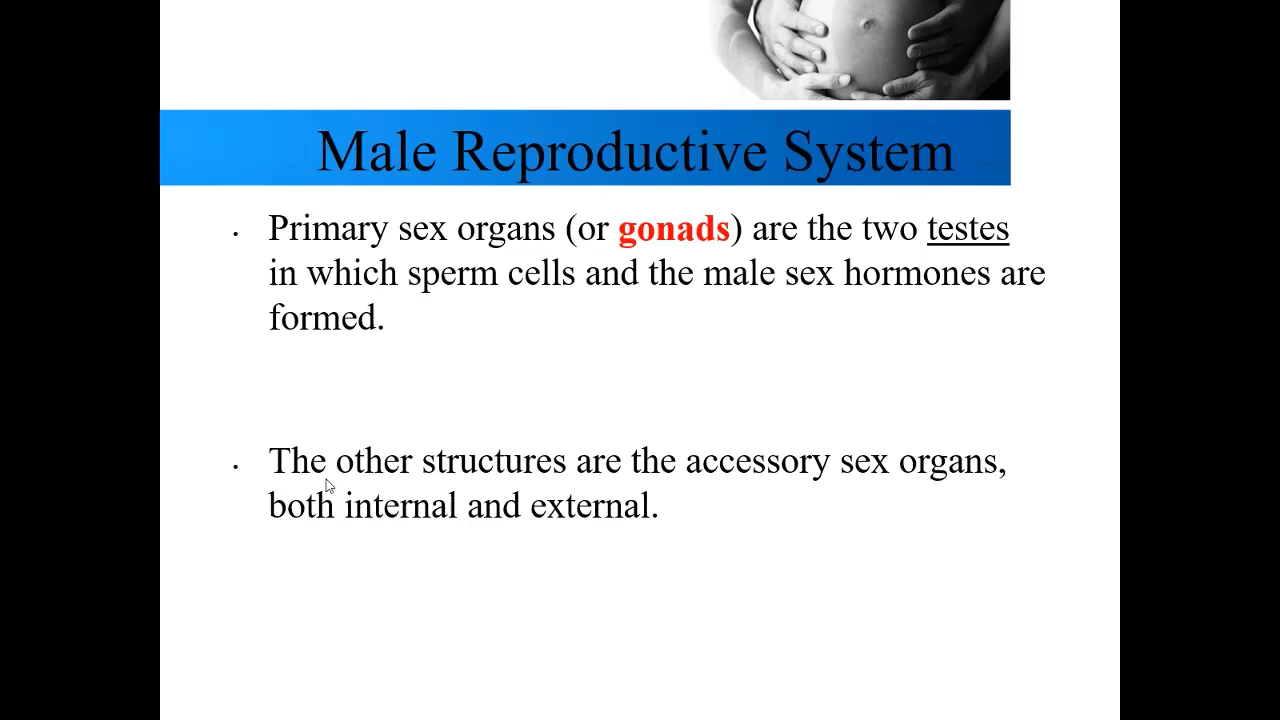 Male Reproductive System
• Primary sex organs (or gonads) are the two testes
in which sperm cells and the male sex hormones are
formed.
• The other structures are the accessory sex organs,
both internal and external.